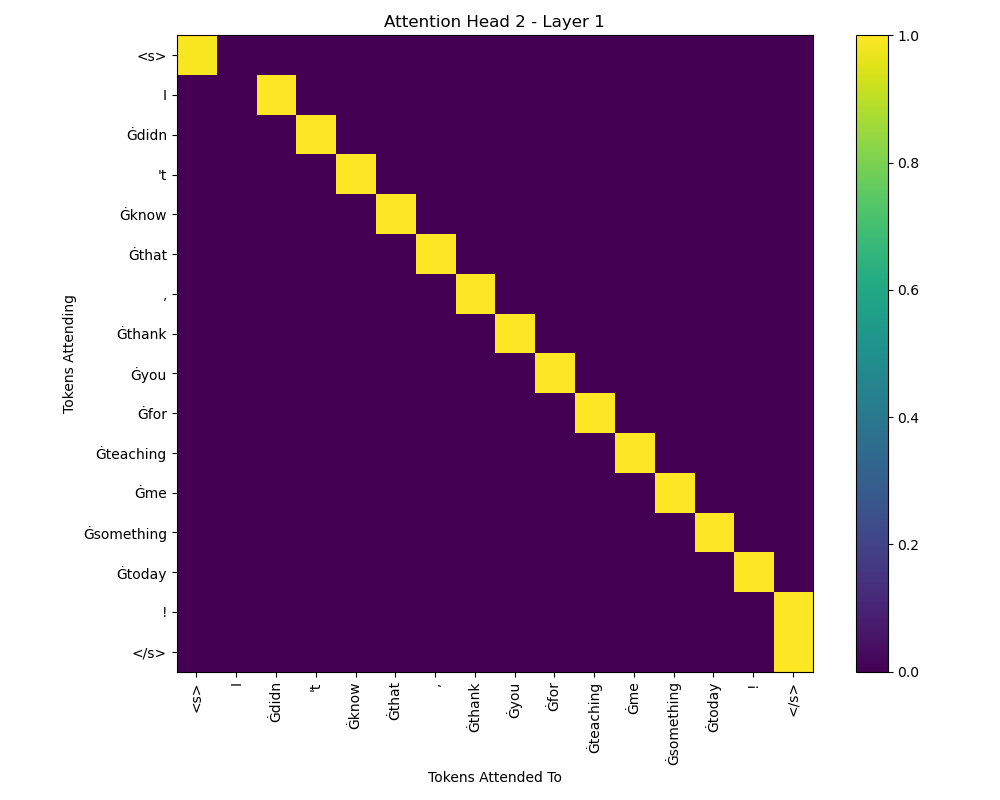 Attention Head 2 - Layer 1
Tokens Attending
<s>
I
Ġdidn
't
Ġknow
Ġthat
,
Ġthank
Ġyou
Ġfor
Ġteaching
Ġme
Ġsomething
Ġtoday
!
</s>
<s>
I
Ġdidn
't
Ġknow
Ġthat
,
Ġthank
Ġyou
Ġfor
Ġteaching
Ġme
Ġsomething
Ġtoday
!
</s>
Tokens Attended To
1.0
0.8
0.6
0.4
0.2
0.0